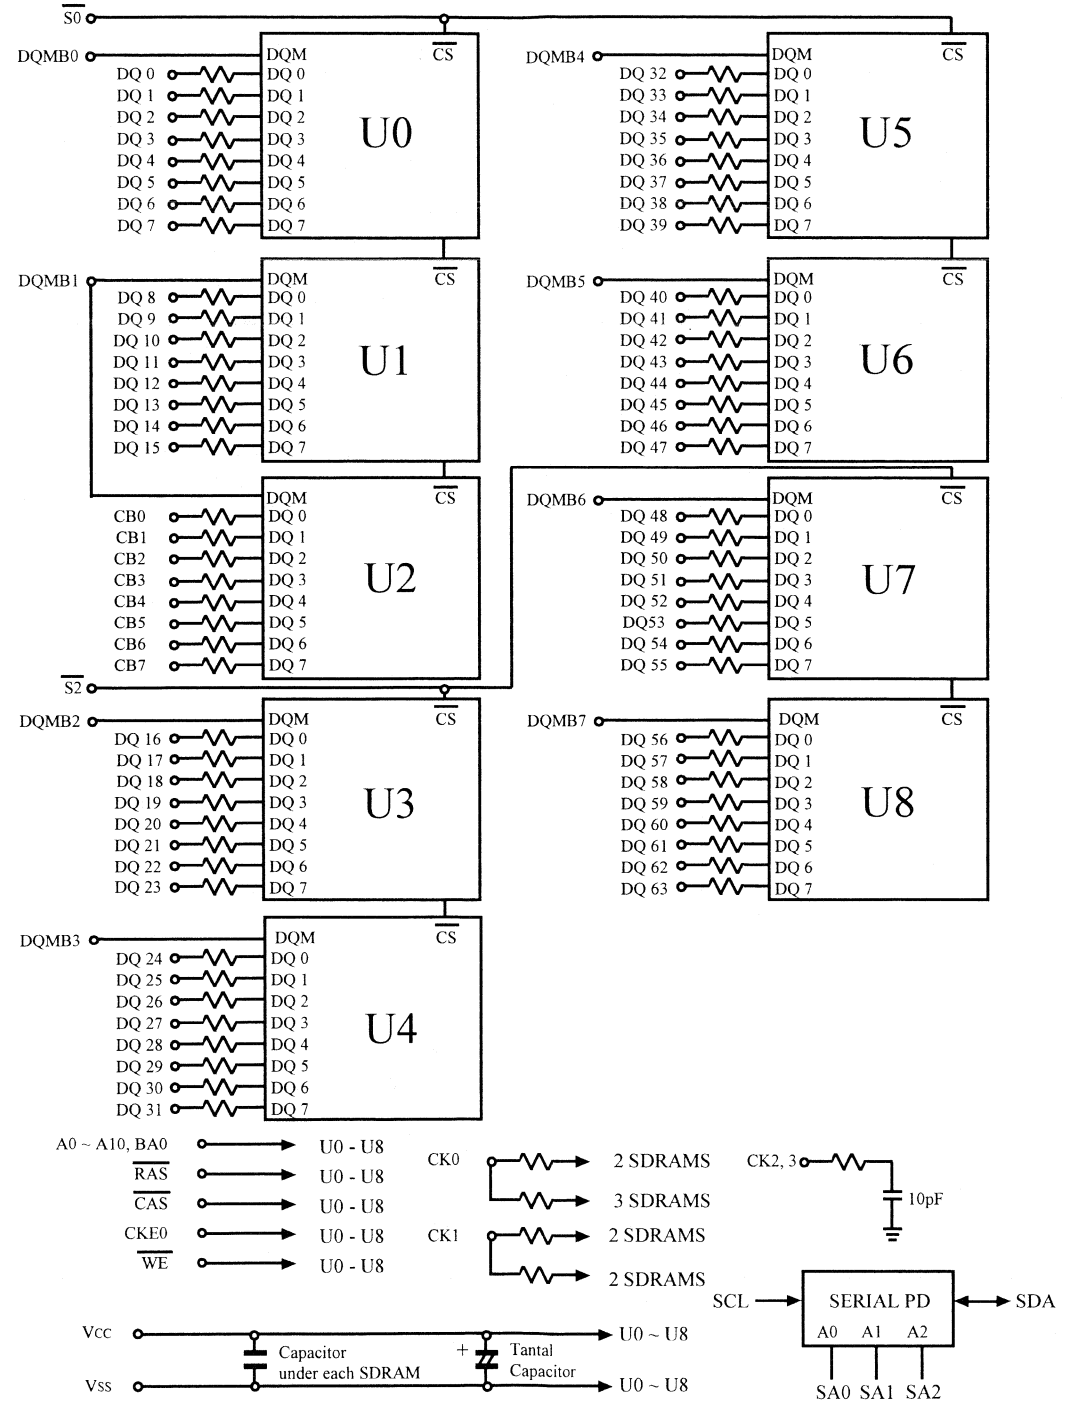 S0
DQMB0 DQM CS
DQ 0 DQ 0
DQ 1 DQ 1
DQ 2 DQ 2
DQ 3 DQ 3
DQ 4 DQ 4
DQ 5 DQ 5
DQ 6 DQ 6
DQ 7 DQ 7
U0
DQMB1 DQM CS
DQ 8 DQ 0
DQ 9 DQ 1
DQ 10 DQ 2
DQ 11 DQ 3
DQ 12 DQ 4
DQ 13 DQ 5
DQ 14 DQ 6
DQ 15 DQ 7
U1
DQM CS
CB0 DQ 0
CB1 DQ 1
CB2 DQ 2
CB3 DQ 3
CB4 DQ 4
CB5 DQ 5
CB6 DQ 6
CB7 DQ 7
U2
S2
DQMB2 DQM CS
DQ 16 DQ 0
DQ 17 DQ 1
DQ 18 DQ 2
DQ 19 DQ 3
DQ 20 DQ 4
DQ 21 DQ 5
DQ 22 DQ 6
DQ 23 DQ 7
U3
DQMB3 DQM CS
DQ 24 DQ 0
DQ 25 DQ 1
DQ 26 DQ 2
DQ 27 DQ 3
DQ 28 DQ 4
DQ 29 DQ 5
DQ 30 DQ 6
DQ 31 DQ 7
U4
DQMB4 DQM CS
DQ 32 DQ 0
DQ 33 DQ 1
DQ 34 DQ 2
DQ 35 DQ 3
DQ 36 DQ 4
DQ 37 DQ 5
DQ 38 DQ 6
DQ 39 DQ 7
U5
DQMB5 DQM CS
DQ 40 DQ 0
DQ 41 DQ 1
DQ 42 DQ 2
DQ 43 DQ 3
DQ 44 DQ 4
DQ 45 DQ 5
DQ 46 DQ 6
DQ 47 DQ 7
U6
DQMB6 DQM CS
DQ 48 DQ 0
DQ 49 DQ 1
DQ 50 DQ 2
DQ 51 DQ 3
DQ 52 DQ 4
DQ53 DQ 5
DQ 54 DQ 6
DQ 55 DQ 7
U7
DQMB7 DQM CS
DQ 56 DQ 0
DQ 57 DQ 1
DQ 58 DQ 2
DQ 59 DQ 3
DQ 60 DQ 4
DQ 61 DQ 5
DQ 62 DQ 6
DQ 63 DQ 7
U8
A0 ~ A10, BA0 U0 - U8
RAS U0 - U8
CAS U0 - U8
CKE0 U0 - U8
WE U0 - U8
CK0 2 SDRAMS
3 SDRAMS
CK1 2 SDRAMS
2 SDRAMS
CK2, 3
10pF
SCL SERIAL PD SDA
A0 A1 A2
SA0 SA1 SA2
VCC U0 ~ U8
Capacitor
under each SDRAM
+ Tantal
Capacitor
VSS U0 ~ U8